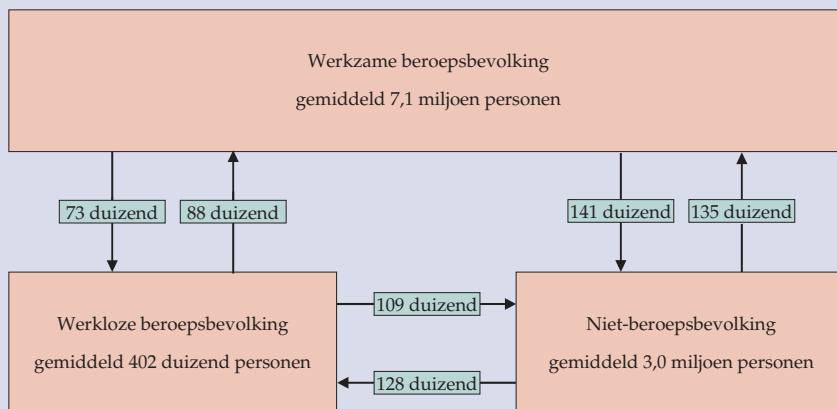 Werkzame beroepsbevolking
gemiddeld 7,1 miljoen personen
73 duizend
88 duizend
141 duizend
135 duizend
Werkloze beroepsbevolking
gemiddeld 402 duizend personen
109 duizend
128 duizend
Niet-beroepsbevolking
gemiddeld 3,0 miljoen personen